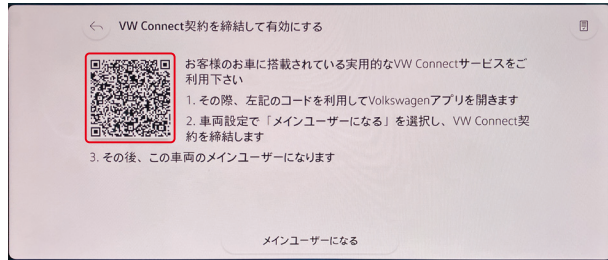 VW Connect契約を締結して有効にする
お客様のお車に搭載されている実用的なVW Connectサービスをご
利用下さい
1. その際、左記のコードを利用してVolkswagenアプリを開きます
2. 車両設定で「メインユーザーになる」を選択し、VW Connect契
約を締結します
3. その後、この車両のメインユーザーになります
メインユーザーになる